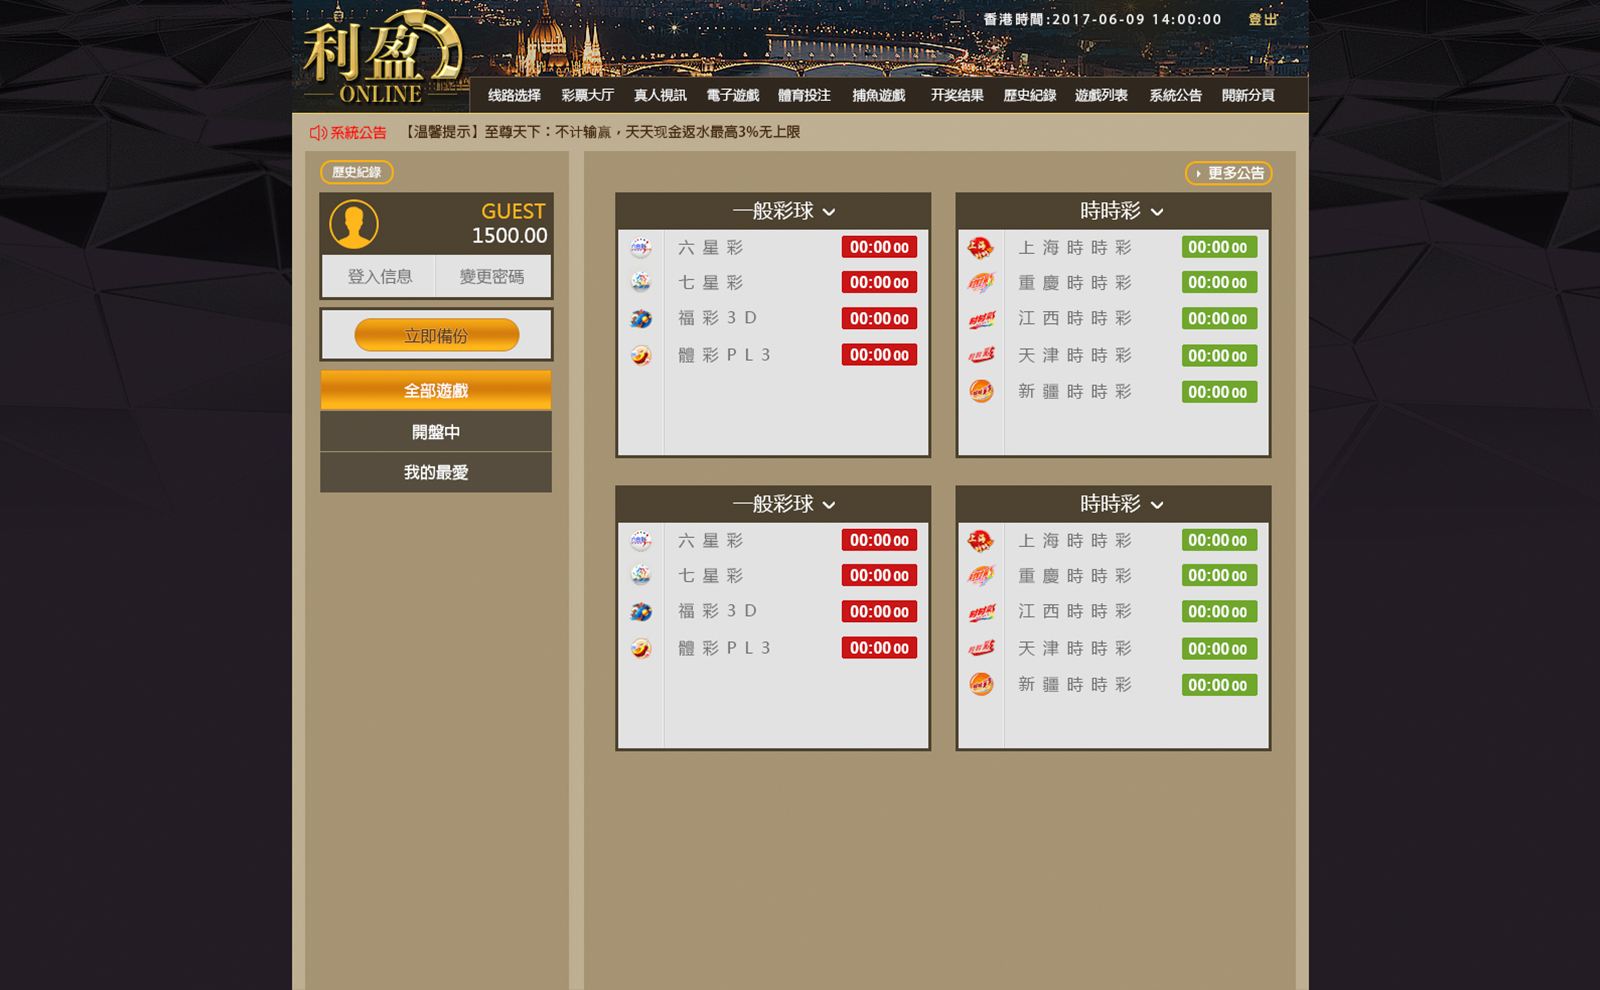 利盈
ONLINE
香港時間:2017-06-09 14:00:00 登出
线路选择 彩票大厅 真人視訊 電子遊戲 體育投注 捕魚遊戲 开奖结果 歷史紀錄 遊戲列表 系統公告 開新分頁
系統公告 【溫馨提示】至尊天下：不计输赢，天天现金返水最高3%无上限
歷史紀錄
GUEST
1500.00
登入信息 變更密碼
立即備份
全部遊戲
開盤中
我的最愛
更多公告
一般彩球
六星彩 00:00 00
七星彩 00:00 00
福彩3D 00:00 00
體彩PL3 00:00 00
時時彩
上海時時彩 00:00 00
重慶時時彩 00:00 00
江西時時彩 00:00 00
天津時時彩 00:00 00
新疆時時彩 00:00 00
一般彩球
六星彩 00:00 00
七星彩 00:00 00
福彩3D 00:00 00
體彩PL3 00:00 00
時時彩
上海時時彩 00:00 00
重慶時時彩 00:00 00
江西時時彩 00:00 00
天津時時彩 00:00 00
新疆時時彩 00:00 00